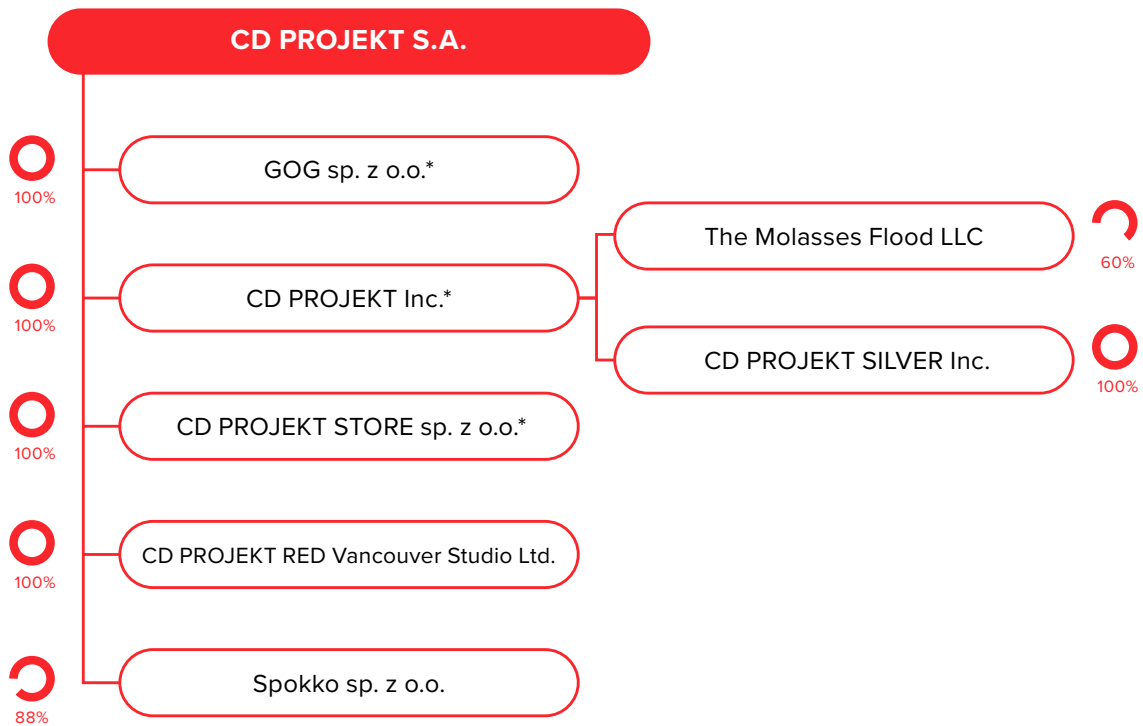 CD PROJEKT S.A.
GOG sp. z o.o.*
100%
The Molasses Flood LLC
60%
CD PROJEKT Inc.*
100%
CD PROJEKT SILVER Inc.
100%
CD PROJEKT STORE sp. z o.o.*
100%
CD PROJEKT RED Vancouver Studio Ltd.
100%
Spokko sp. z o.o.
88%